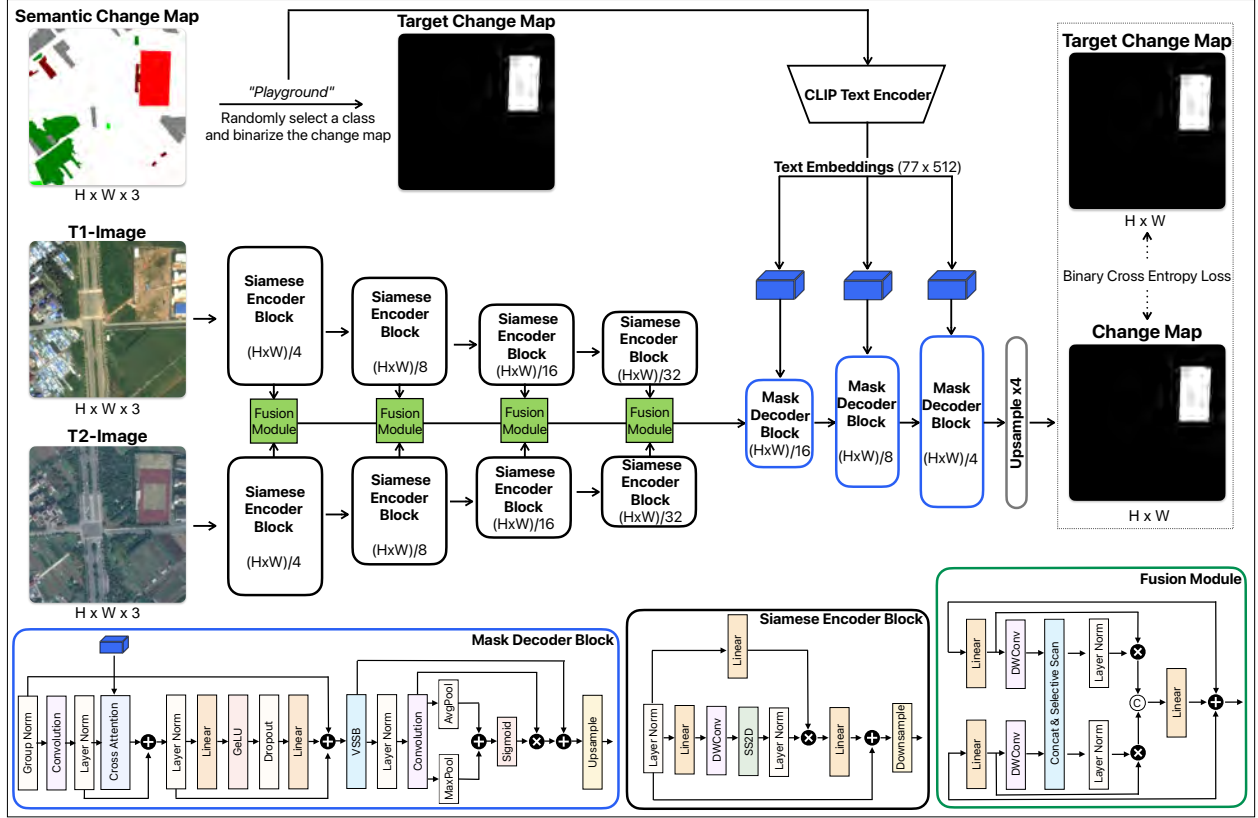 Semantic Change Map
H x W x 3
"Playground"
Randomly select a class
and binarize the change map
Target Change Map
CLIP Text Encoder
Text Embeddings (77 x 512)
Target Change Map
H x W
Binary Cross Entropy Loss
Change Map
H x W
T1-Image
H x W x 3
T2-Image
H x W x 3
Siamese
Encoder
Block
(HxW)/4
Siamese
Encoder
Block
(HxW)/8
Siamese
Encoder
Block
(HxW)/16
Siamese
Encoder
Block
(HxW)/32
Fusion
Module
Fusion
Module
Fusion
Module
Fusion
Module
Siamese
Encoder
Block
(HxW)/4
Siamese
Encoder
Block
(HxW)/8
Siamese
Encoder
Block
(HxW)/16
Siamese
Encoder
Block
(HxW)/32
Mask
Decoder
Block
(HxW)/16
Mask
Decoder
Block
(HxW)/8
Mask
Decoder
Block
(HxW)/4
Upsample x4
Mask Decoder Block
Group Norm
Convolution
Layer Norm
Cross Attention
Layer Norm
Linear
GeLU
Dropout
Linear
VSSB
Layer Norm
Convolution
AvgPool
MaxPool
Sigmoid
Upsample
Siamese Encoder Block
Linear
Layer Norm
Linear
DWConv
SS2D
Layer Norm
Linear
Downsample
Fusion Module
Linear
DWConv
Concat & Selective Scan
Layer Norm
Linear
DWConv
Layer Norm
C
Linear